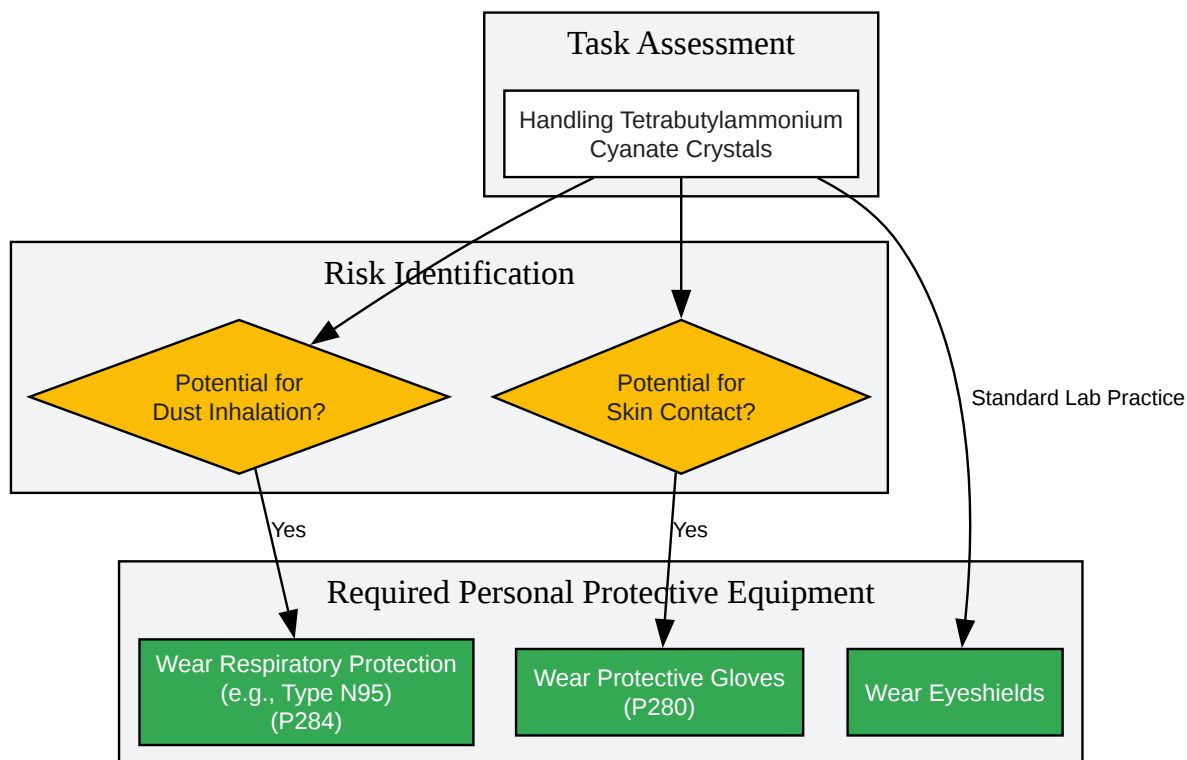 Task Assessment
Handling Tetrabutylammonium
Cyanate Crystals
Risk Identification
Potential for
Dust Inhalation?
Potential for
Skin Contact?
Standard Lab Practice
Yes
Yes
Required Personal Protective Equipment
Wear Respiratory Protection
(e.g., Type N95)
(P284)
Wear Protective Gloves
(P280)
Wear Eyeshields